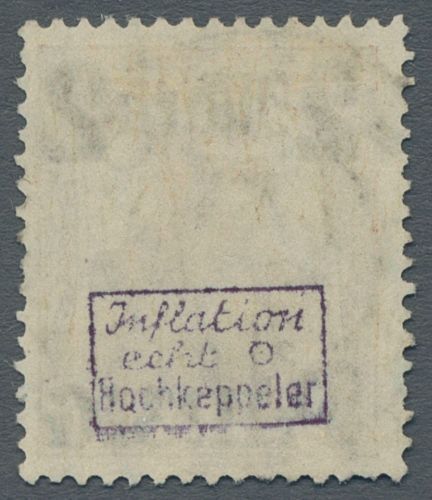 Inflation
echt O
Hochkeppeler